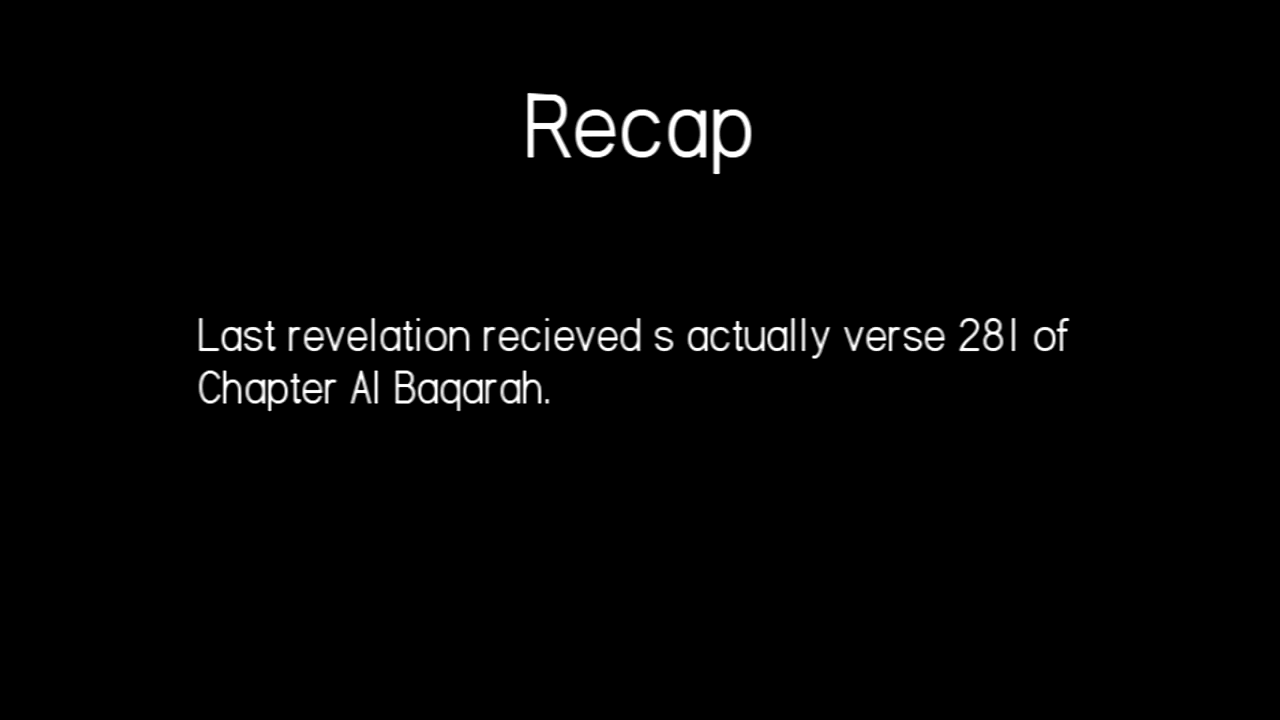 Recap
Last revelation recieved s actually verse 281 of
Chapter Al Baqarah.